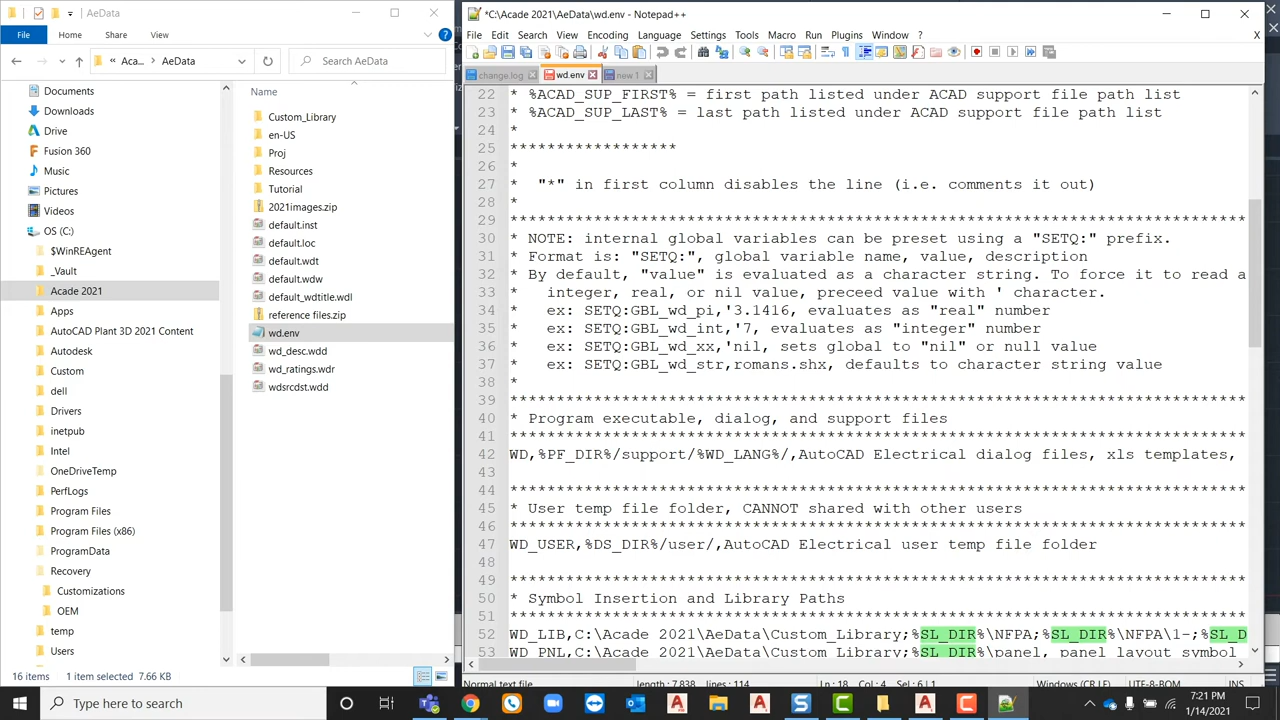 AeData
File
Home
Share
View
Aca...
AeData
Search AeData
Documents
Downloads
Drive
Fusion 360
Music
Pictures
Videos
OS (C:)
$WinREAgent
_Vault
Acade 2021
Apps
AutoCAD Plant 3D 2021 Content
Autodesk
Custom
dell
Drivers
inetpub
Intel
OneDriveTemp
PerfLogs
Program Files
Program Files (x86)
ProgramData
Recovery
Customizations
OEM
temp
Users
Name
Custom_Library
en-US
Proj
Resources
Tutorial
2021images.zip
default.inst
default.loc
default.wdt
default.wdw
default_wdtitle.wdl
reference files.zip
wd.env
wd_desc.wdd
wd_ratings.wdr
wdsrcdst.wdd
16 items
1 item selected 7.66 KB
*C:\Acade 2021\AeData\wd.env - Notepad++
File Edit Search View Encoding Language Settings Tools Macro Run Plugins Window ?
X
change.log
wd.env
new 1
22 * %ACAD_SUP_FIRST% = first path listed under ACAD support file path list
23 * %ACAD_SUP_LAST% = last path listed under ACAD support file path list
24 *
25 ******************
26 *
27 * "*" in first column disables the line (i.e. comments it out)
28 *
29 ********************************************************************************
30 * NOTE: internal global variables can be preset using a "SETQ:" prefix.
31 * Format is: "SETQ:", global variable name, value, description
32 * By default, "value" is evaluated as a character string. To force it to read a
33 * integer, real, or nil value, preceed value with ' character.
34 * ex: SETQ:GBL_wd_pi,'3.1416, evaluates as "real" number
35 * ex: SETQ:GBL_wd_int,'7, evaluates as "integer" number
36 * ex: SETQ:GBL_wd_xx,'nil, sets global to "nil" or null value
37 * ex: SETQ:GBL_wd_str,romans.shx, defaults to character string value
38 *
39 ********************************************************************************
40 * Program executable, dialog, and support files
41 ********************************************************************************
42 WD,%PF_DIR%/support/%WD_LANG%/,AutoCAD Electrical dialog files, xls templates,
43
44 ********************************************************************************
45 * User temp file folder, CANNOT shared with other users
46 ********************************************************************************
47 WD_USER,%DS_DIR%/user/,AutoCAD Electrical user temp file folder
48
49 ********************************************************************************
50 * Symbol Insertion and Library Paths
51 ********************************************************************************
52 WD_LIB,C:\Acade 2021\AeData\Custom_Library;%SL_DIR%\NFPA;%SL_DIR%\NFPA\1-;%SL_D
53 WD_PNL,C:\Acade 2021\AeData\Custom_Library;%SL_DIR%\panel, panel layout symbol
Normal text file
length : 7,838 lines : 114
Ln : 18 Col : 4 Sel : 6 | 1
Windows (CR LF)
UTF-8-BOM
Type here to search
7:21 PM
1/14/2021